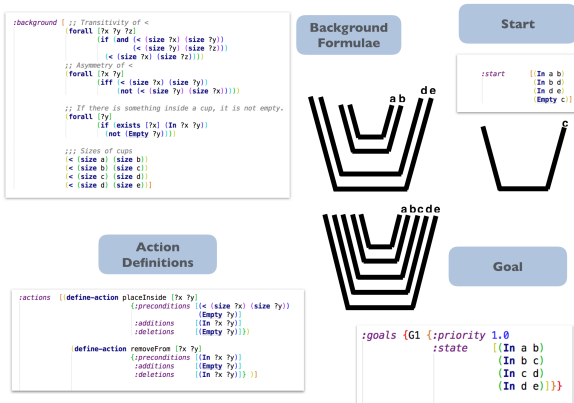 :background [ ;; Transitivity of <
(forall [?x ?y ?z]
(if (and (< (size ?x) (size ?y))
(< (size ?y) (size ?z)))
(< (size ?x) (size ?z))))
;; Asymmetry of <
(forall [?x ?y]
(iff (< (size ?x) (size ?y))
(not (< (size ?y) (size ?x)))))
;; If there is something inside a cup, it is not empty.
(forall [?y]
(if (exists [?x] (In ?x ?y))
(not (Empty ?y))))
;;; Sizes of cups
(< (size a) (size b))
(< (size b) (size c))
(< (size c) (size d))
(< (size d) (size e))]
Background
Formulae
Start
:start [(In a b)
(In b d)
(In d e)
(Empty c)]
a b d e
c
a b c d e
Action
Definitions
Goal
:actions [(define-action placeInside [?x ?y]
{:preconditions [(< (size ?x) (size ?y))
(Empty ?y)]
:additions [(In ?x ?y)]
:deletions [(Empty ?y)]})
(define-action removeFrom [?x ?y]
{:preconditions [(In ?x ?y)]
:additions [(Empty ?y)]
:deletions [(In ?x ?y)]} )]
:goals {G1 {:priority 1.0
:state [(In a b)
(In b c)
(In c d)
(In d e)]}}